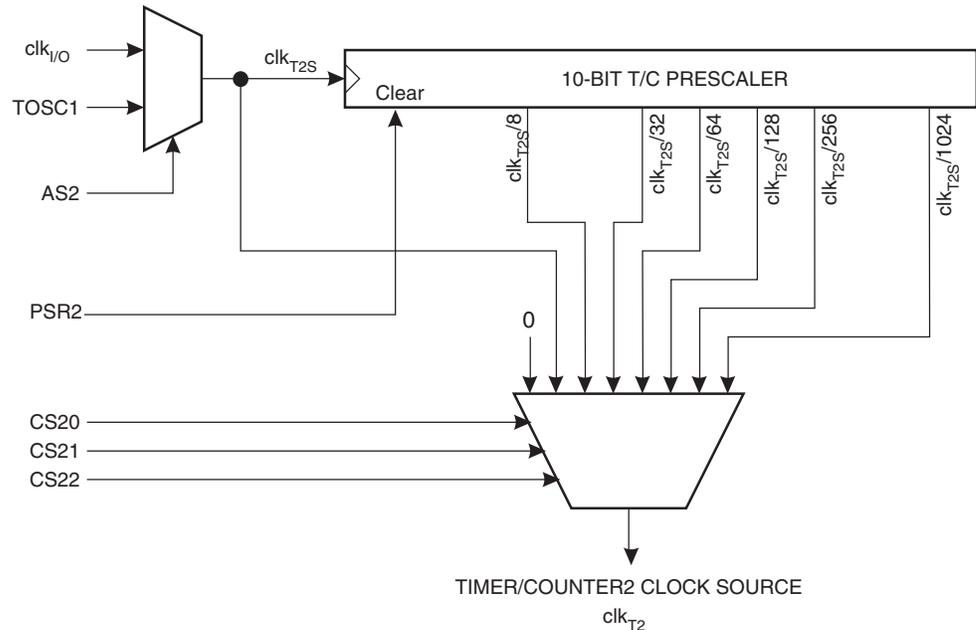 clkI/O
clkT2S
10-BIT T/C PRESCALER
TOSC1
Clear
clkT2S/8
clkT2S/32
clkT2S/64
clkT2S/128
clkT2S/256
clkT2S/1024
AS2
PSR2
0
CS20
CS21
CS22
TIMER/COUNTER2 CLOCK SOURCE
clkT2